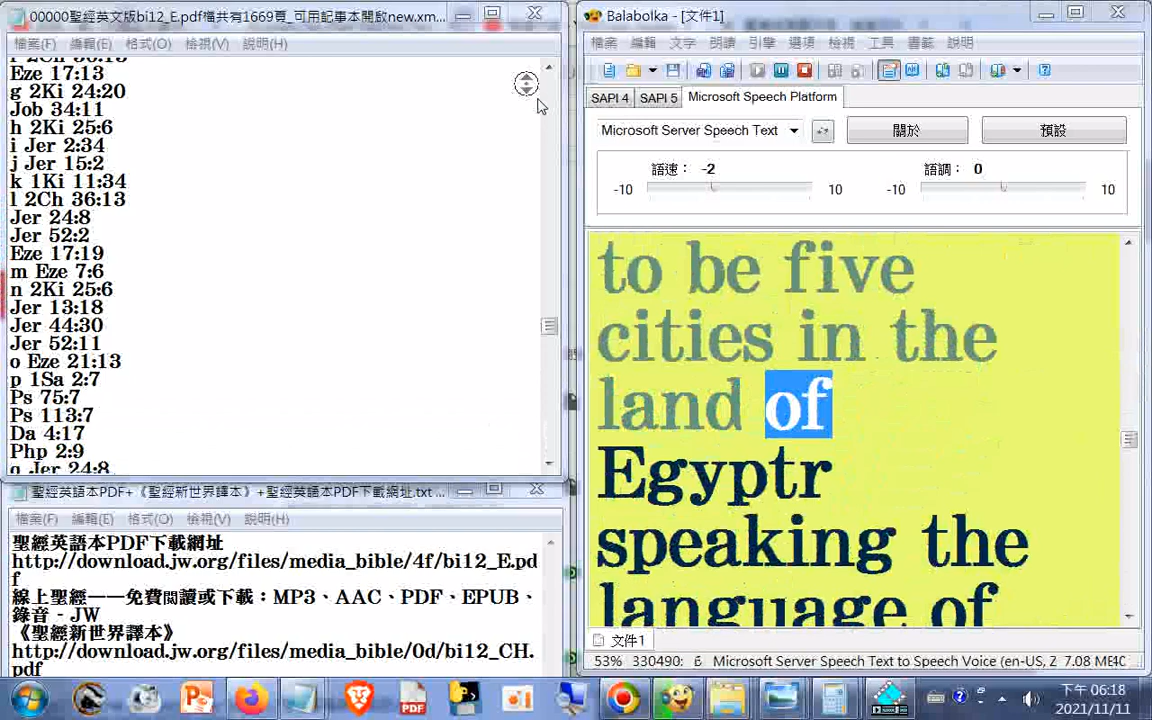 00000聖經英文版bi12_E.pdf檔共有1669頁_可用記事本開啟new.xm...
檔案(F) 編輯(E) 格式(O) 檢視(V) 說明(H)
Eze 17:13
g 2Ki 24:20
Job 34:11
h 2Ki 25:6
i Jer 2:34
j Jer 15:2
k 1Ki 11:34
l 2Ch 36:13
Jer 24:8
Jer 52:2
Eze 17:19
m Eze 7:6
n 2Ki 25:6
Jer 13:18
Jer 44:30
Jer 52:11
o Eze 21:13
p 1Sa 2:7
Ps 75:7
Ps 113:7
Da 4:17
Php 2:9
q Jer 24:8
聖經英語本PDF+《聖經新世界譯本》+聖經英語本PDF下載網址.txt ...
檔案(F) 編輯(E) 格式(O) 檢視(V) 說明(H)
聖經英語本PDF下載網址
http://download.jw.org/files/media_bible/4f/bi12_E.pd
f
線上聖經──免費閱讀或下載：MP3、AAC、PDF、EPUB、
錄音 - JW
《聖經新世界譯本》
http://download.jw.org/files/media_bible/0d/bi12_CH.
pdf
Balabolka - [文件1]
檔案 編輯 文字 朗讀 引擎 選項 檢視 工具 書籤 說明
SAPI 4 SAPI 5 Microsoft Speech Platform
Microsoft Server Speech Text 關於 預設
語速： -2 語調： 0
-10 10 -10 10
to be five
cities in the
land of
Egyptr
speaking the
language of
文件1
53% 330490: Microsoft Server Speech Text to Speech Voice (en-US, Z 7.08 ME
下午 06:18
2021/11/11